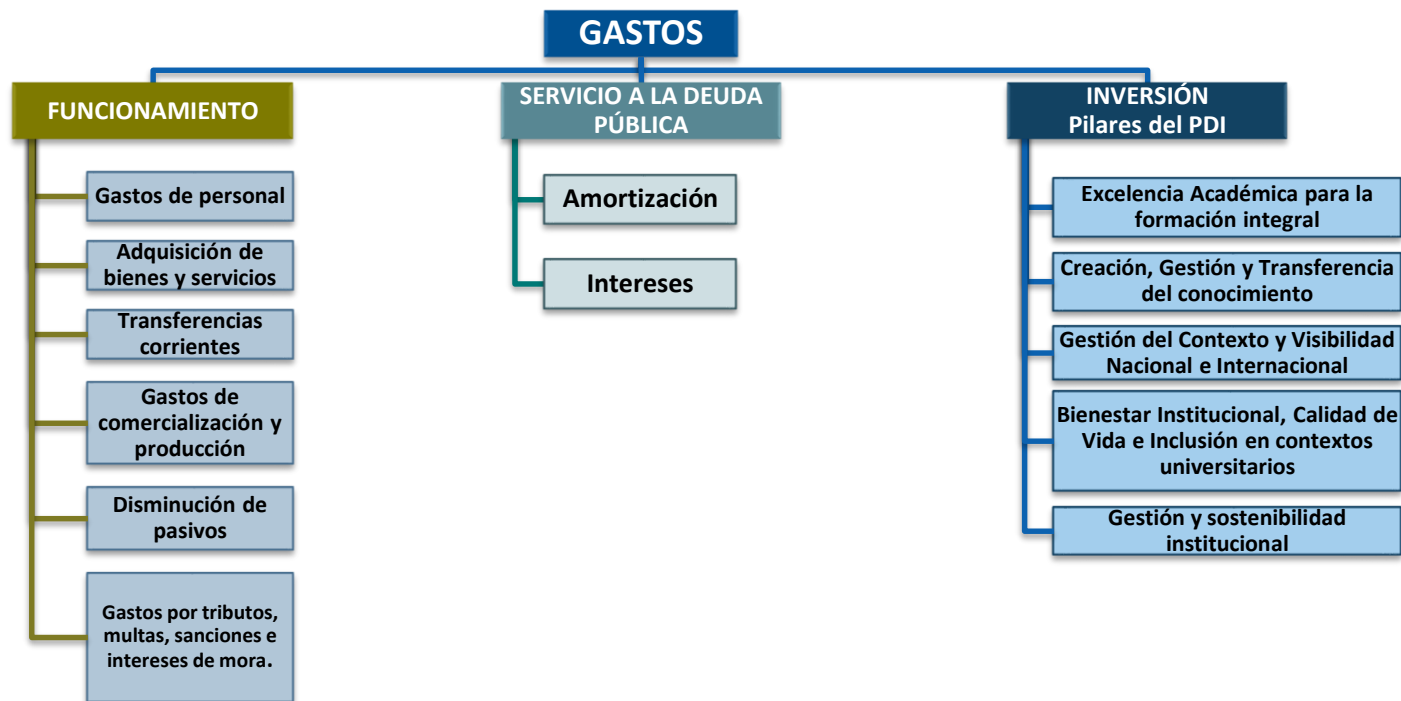 GASTOS
FUNCIONAMIENTO
Gastos de personal
Adquisición de
bienes y servicios
Transferencias
corrientes
Gastos de
comercialización y
producción
Disminución de
pasivos
Gastos por tributos,
multas, sanciones e
intereses de mora.
SERVICIO A LA DEUDA
PÚBLICA
Amortización
Intereses
INVERSIÓN
Pilares del PDI
Excelencia Académica para la
formación integral
Creación, Gestión y Transferencia
del conocimiento
Gestión del Contexto y Visibilidad
Nacional e Internacional
Bienestar Institucional, Calidad de
Vida e Inclusión en contextos
universitarios
Gestión y sostenibilidad
institucional